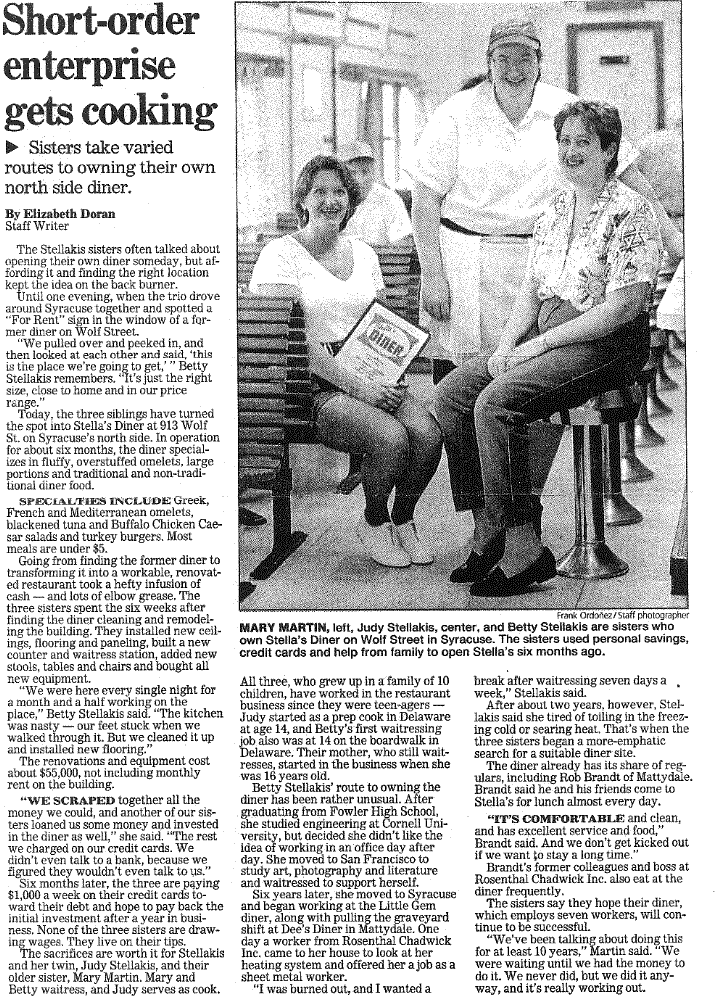 Short-order
enterprise
gets cooking
▶ Sisters take varied
routes to owning their own
north side diner.
By Elizabeth Doran
Staff Writer
The Stellakis sisters often talked about
opening their own diner someday, but af-
fording it and finding the right location
kept the idea on the back burner.
Until one evening, when the trio drove
around Syracuse together and spotted a
"For Rent" sign in the window of a for-
mer diner on Wolf Street.
"We pulled over and peeked in, and
then looked at each other and said, 'this
is the place we're going to get,' " Betty
Stellakis remembers. "It's just the right
size, close to home and in our price
range."
Today, the three siblings have turned
the spot into Stella's Diner at 913 Wolf
St. on Syracuse's north side. In operation
for about six months, the diner special-
izes in fluffy, overstuffed omelets, large
portions and traditional and non-tradi-
tional diner food.
SPECIALTIES INCLUDE Greek,
French and Mediterranean omelets,
blackened tuna and Buffalo Chicken Cae-
sar salads and turkey burgers. Most
meals are under $5.
Going from finding the former diner to
transforming it into a workable, renovat-
ed restaurant took a hefty infusion of
cash — and lots of elbow grease. The
three sisters spent the six weeks after
finding the diner cleaning and remodel-
ing the building. They installed new ceil-
ings, flooring and paneling, built a new
counter and waitress station, added new
stools, tables and chairs and bought all
new equipment.
"We were here every single night for
a month and a half working on the
place," Betty Stellakis said. "The kitchen
was nasty — our feet stuck when we
walked through it. But we cleaned it up
and installed new flooring."
The renovations and equipment cost
about $55,000, not including monthly
rent on the building.
"WE SCRAPED together all the
money we could, and another of our sis-
ters loaned us some money and invested
in the diner as well," she said. "The rest
we charged on our credit cards. We
didn't even talk to a bank, because we
figured they wouldn't even talk to us."
Six months later, the three are paying
$1,000 a week on their credit cards to-
ward their debt and hope to pay back the
initial investment after a year in busi-
ness. None of the three sisters are draw-
ing wages. They live on their tips.
The sacrifices are worth it for Stellakis
and her twin, Judy Stellakis, and their
older sister, Mary Martin. Mary and
Betty waitress, and Judy serves as cook.
DINER
Frank Ordoñez/Staff photographer
MARY MARTIN, left, Judy Stellakis, center, and Betty Stellakis are sisters who
own Stella's Diner on Wolf Street in Syracuse. The sisters used personal savings,
credit cards and help from family to open Stella's six months ago.
All three, who grew up in a family of 10
children, have worked in the restaurant
business since they were teen-agers —
Judy started as a prep cook in Delaware
at age 14, and Betty's first waitressing
job also was at 14 on the boardwalk in
Delaware. Their mother, who still wait-
resses, started in the business when she
was 16 years old.
Betty Stellakis' route to owning the
diner has been rather unusual. After
graduating from Fowler High School,
she studied engineering at Cornell Uni-
versity, but decided she didn't like the
idea of working in an office day after
day. She moved to San Francisco to
study art, photography and literature
and waitressed to support herself.
Six years later, she moved to Syracuse
and began working at the Little Gem
diner, along with pulling the graveyard
shift at Dee's Diner in Mattydale. One
day a worker from Rosenthal Chadwick
Inc. came to her house to look at her
heating system and offered her a job as a
sheet metal worker.
"I was burned out, and I wanted a
break after waitressing seven days a
week," Stellakis said.
After about two years, however, Stel-
lakis said she tired of toiling in the freez-
ing cold or searing heat. That's when the
three sisters began a more-emphatic
search for a suitable diner site.
The diner already has its share of reg-
ulars, including Rob Brandt of Mattydale.
Brandt said he and his friends come to
Stella's for lunch almost every day.
"IT'S COMFORTABLE and clean,
and has excellent service and food,"
Brandt said. And we don't get kicked out
if we want to stay a long time."
Brandt's former colleagues and boss at
Rosenthal Chadwick Inc. also eat at the
diner frequently.
The sisters say they hope their diner,
which employs seven workers, will con-
tinue to be successful.
"We've been talking about doing this
for at least 10 years," Martin said. "We
were waiting until we had the money to
do it. We never did, but we did it any-
way, and it's really working out.